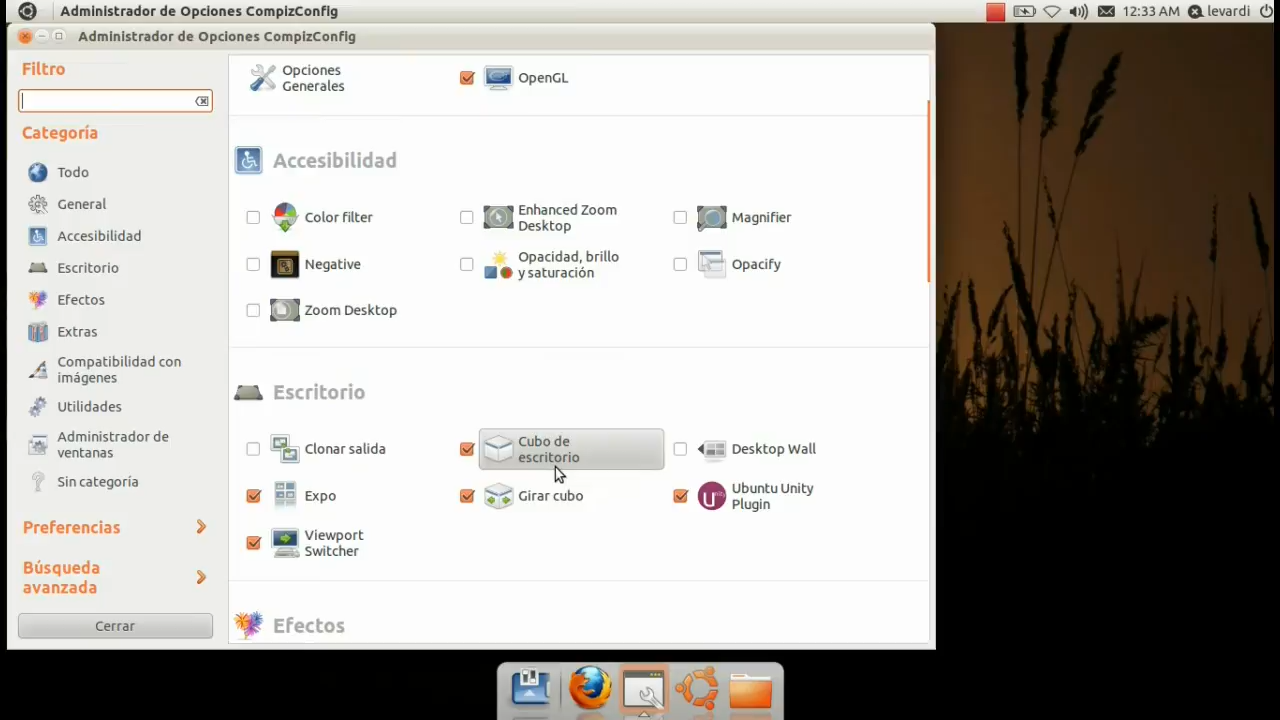 Administrador de Opciones CompizConfig
12:33 AM
levardi
Administrador de Opciones CompizConfig
Filtro
Categoría
Todo
General
Accesibilidad
Escritorio
Efectos
Extras
Compatibilidad con
imágenes
Utilidades
Administrador de
ventanas
Sin categoría
Preferencias
Búsqueda
avanzada
Cerrar
Opciones
Generales
OpenGL
Accesibilidad
Color filter
Enhanced Zoom
Desktop
Magnifier
Negative
Opacidad, brillo
y saturación
Opacify
Zoom Desktop
Escritorio
Clonar salida
Cubo de
escritorio
Desktop Wall
Expo
Girar cubo
Ubuntu Unity
Plugin
Viewport
Switcher
Efectos